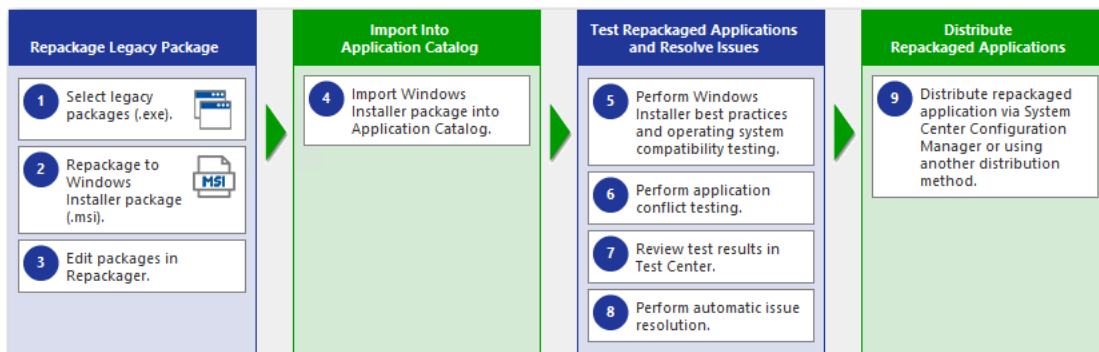 Repackage Legacy Package
1
Select legacy
packages (.exe).
2
Repackage to
Windows
Installer package
(.msi).
MSI
3
Edit packages in
Repackager.
Import Into
Application Catalog
4
Import Windows
Installer package into
Application Catalog.
Test Repackaged Applications
and Resolve Issues
5
Perform Windows
Installer best practices
and operating system
compatibility testing.
6
Perform application
conflict testing.
7
Review test results in
Test Center.
8
Perform automatic issue
resolution.
Distribute
Repackaged Applications
9
Distribute repackaged
application via System
Center Configuration
Manager or using
another distribution
method.